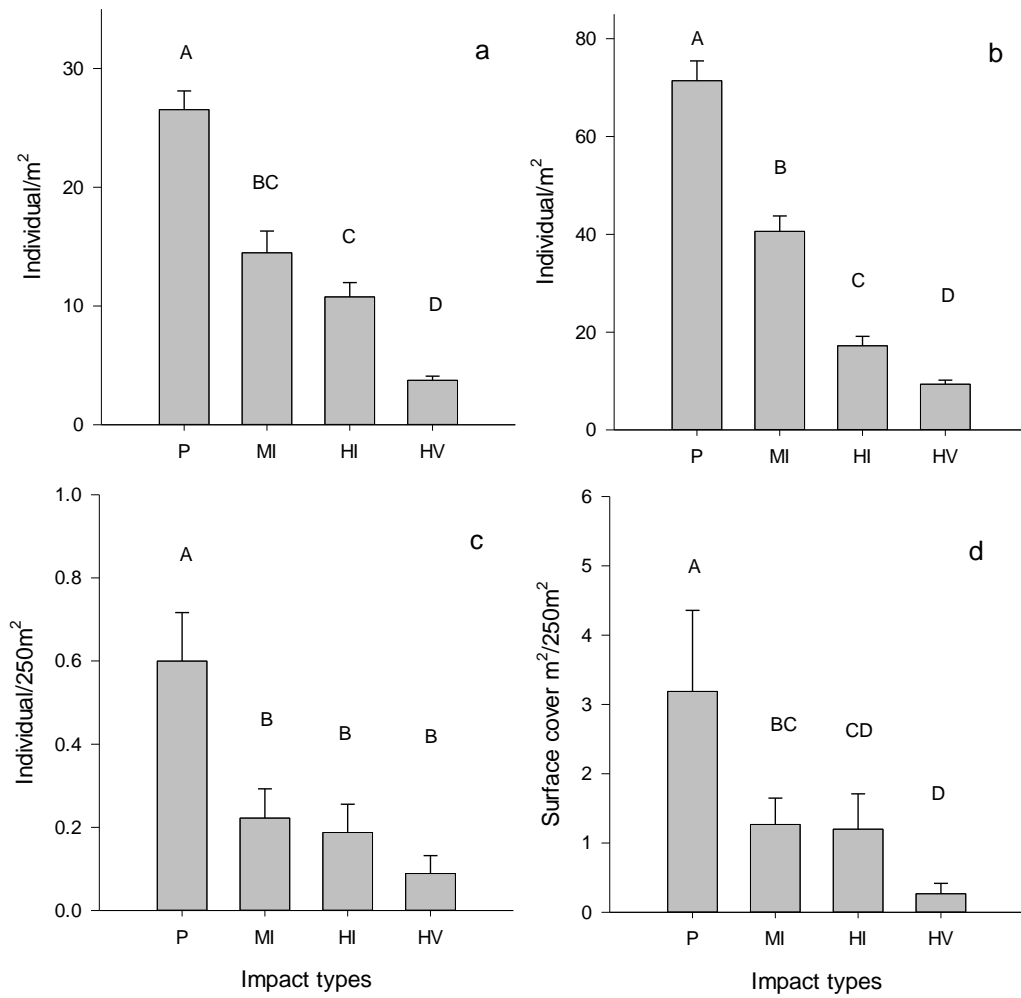 a
Individual/m²
30
20
10
0
A
BC
C
D
P MI HI HV
b
Individual/m²
80
60
40
20
0
A
B
C
D
P MI HI HV
c
Individual/250m²
1.0
0.8
0.6
0.4
0.2
0.0
A
B
B
B
P MI HI HV
Impact types
d
Surface cover m²/250m²
6
5
4
3
2
1
0
A
BC
CD
D
P MI HI HV
Impact types